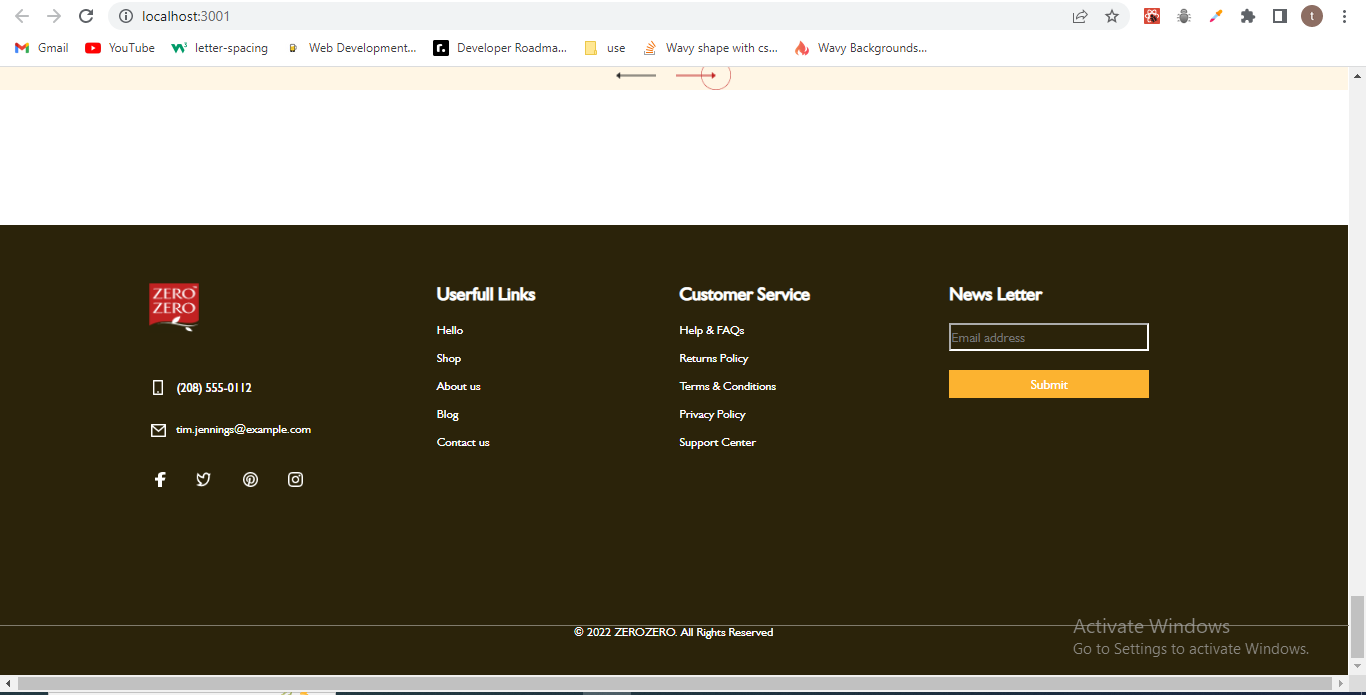 localhost:3001
t
Gmail
YouTube
letter-spacing
Web Development...
Developer Roadma...
use
Wavy shape with cs...
Wavy Backgrounds...
ZERO
ZERO
(208) 555-0112
tim.jennings@example.com
Userfull Links
Hello
Shop
About us
Blog
Contact us
Customer Service
Help & FAQs
Returns Policy
Terms & Conditions
Privacy Policy
Support Center
News Letter
Email address
Submit
© 2022 ZEROZERO. All Rights Reserved
Activate Windows
Go to Settings to activate Windows.